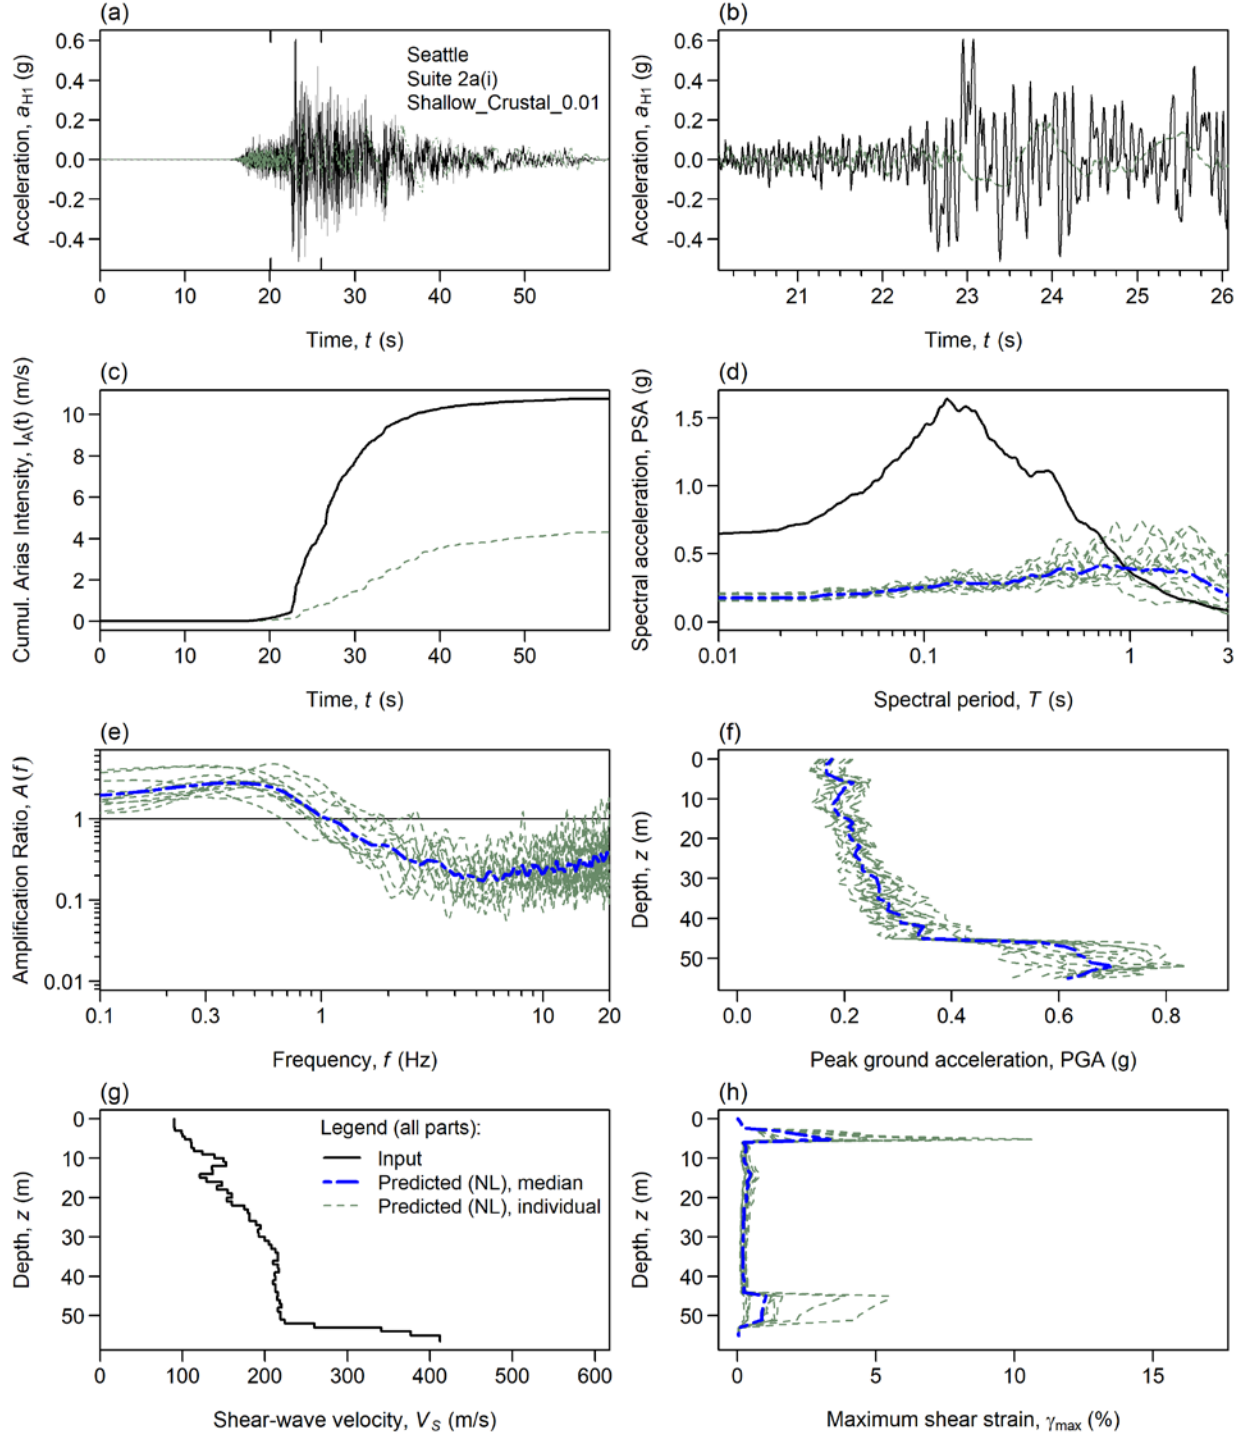 (a)
Acceleration, aH1 (g)
0.6
0.4
0.2
0.0
-0.2
-0.4
Seattle
Suite 2a(i)
Shallow_Crustal_0.01
0 10 20 30 40 50
Time, t (s)
(b)
Acceleration, aH1 (g)
0.6
0.4
0.2
0.0
-0.2
-0.4
21 22 23 24 25 26
Time, t (s)
(c)
Cumul. Arias Intensity, IA(t) (m/s)
10
8
6
4
2
0
0 10 20 30 40 50
Time, t (s)
(d)
Spectral acceleration, PSA (g)
1.5
1.0
0.5
0.0
0.01 0.1 1 3
Spectral period, T (s)
(e)
Amplification Ratio, A(f)
1
0.1
0.01
0.1 0.3 1 3 10 20
Frequency, f (Hz)
(f)
Depth, z (m)
0
10
20
30
40
50
0.0 0.2 0.4 0.6 0.8
Peak ground acceleration, PGA (g)
(g)
Depth, z (m)
0
10
20
30
40
50
Legend (all parts):
Input
Predicted (NL), median
Predicted (NL), individual
0 100 200 300 400 500 600
Shear-wave velocity, VS (m/s)
(h)
Depth, z (m)
0
10
20
30
40
50
0 5 10 15
Maximum shear strain, γmax (%)